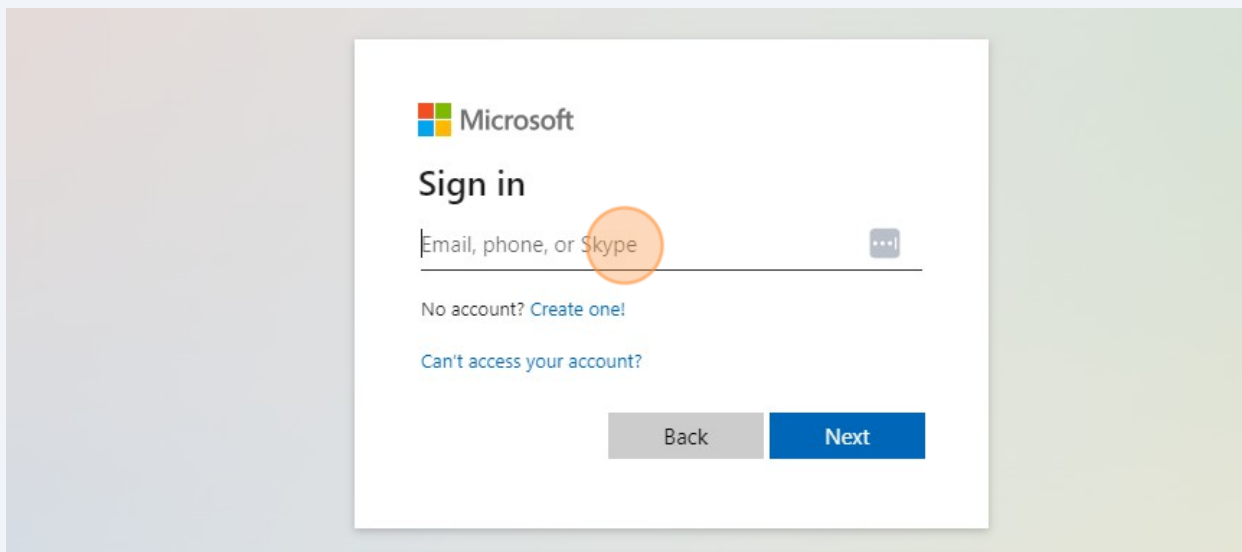 Microsoft
Sign in
Email, phone, or Skype
No account? Create one!
Can't access your account?
Back Next